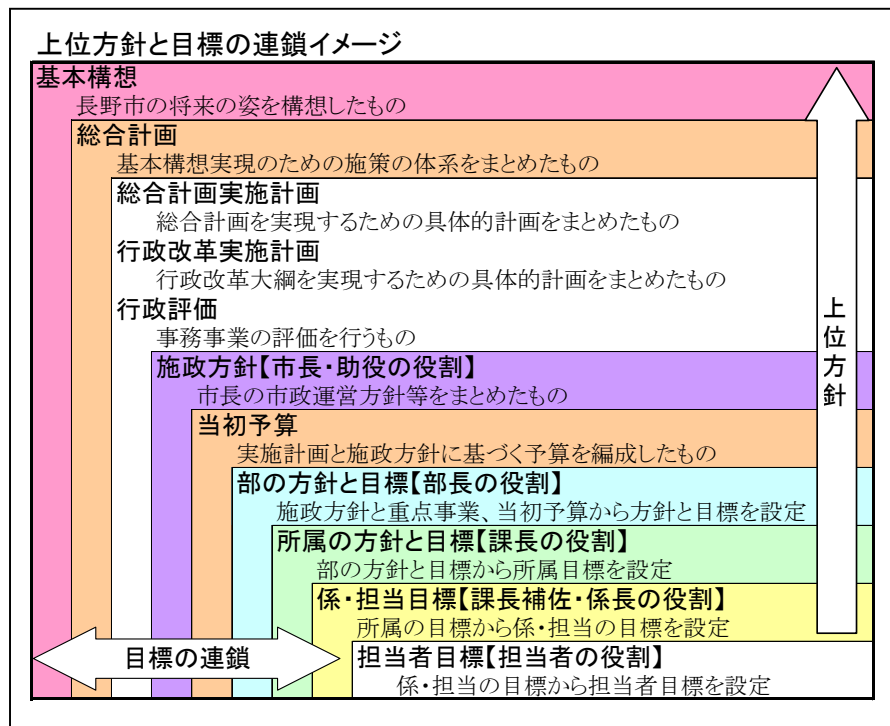 上位方針と目標の連鎖イメージ
基本構想
長野市の将来の姿を構想したもの
総合計画
基本構想実現のための施策の体系をまとめたもの
総合計画実施計画
総合計画を実現するための具体的計画をまとめたもの
行政改革実施計画
行政改革大綱を実現するための具体的計画をまとめたもの
行政評価
事務事業の評価を行うもの
施政方針【市長・助役の役割】
市長の市政運営方針等をまとめたもの
当初予算
実施計画と施政方針に基づく予算を編成したもの
部の方針と目標【部長の役割】
施政方針と重点事業、当初予算から方針と目標を設定
所属の方針と目標【課長の役割】
部の方針と目標から所属目標を設定
係・担当目標【課長補佐・係長の役割】
所属の目標から係・担当の目標を設定
担当者目標【担当者の役割】
係・担当の目標から担当者目標を設定
目標の連鎖
上位方針